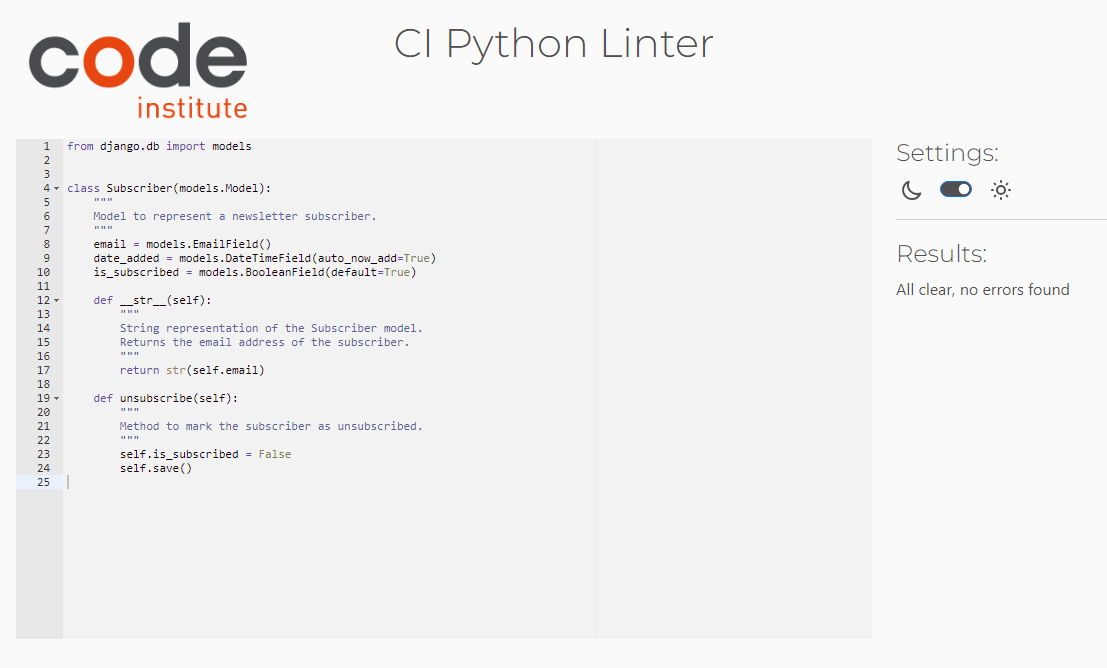 code
institute
CI Python Linter
1 from django.db import models
2
3
4 class Subscriber(models.Model):
5     """
6     Model to represent a newsletter subscriber.
7     """
8     email = models.EmailField()
9     date_added = models.DateTimeField(auto_now_add=True)
10     is_subscribed = models.BooleanField(default=True)
11
12     def __str__(self):
13         """
14         String representation of the Subscriber model.
15         Returns the email address of the subscriber.
16         """
17         return str(self.email)
18
19     def unsubscribe(self):
20         """
21         Method to mark the subscriber as unsubscribed.
22         """
23         self.is_subscribed = False
24         self.save()
25
Settings:
Results:
All clear, no errors found